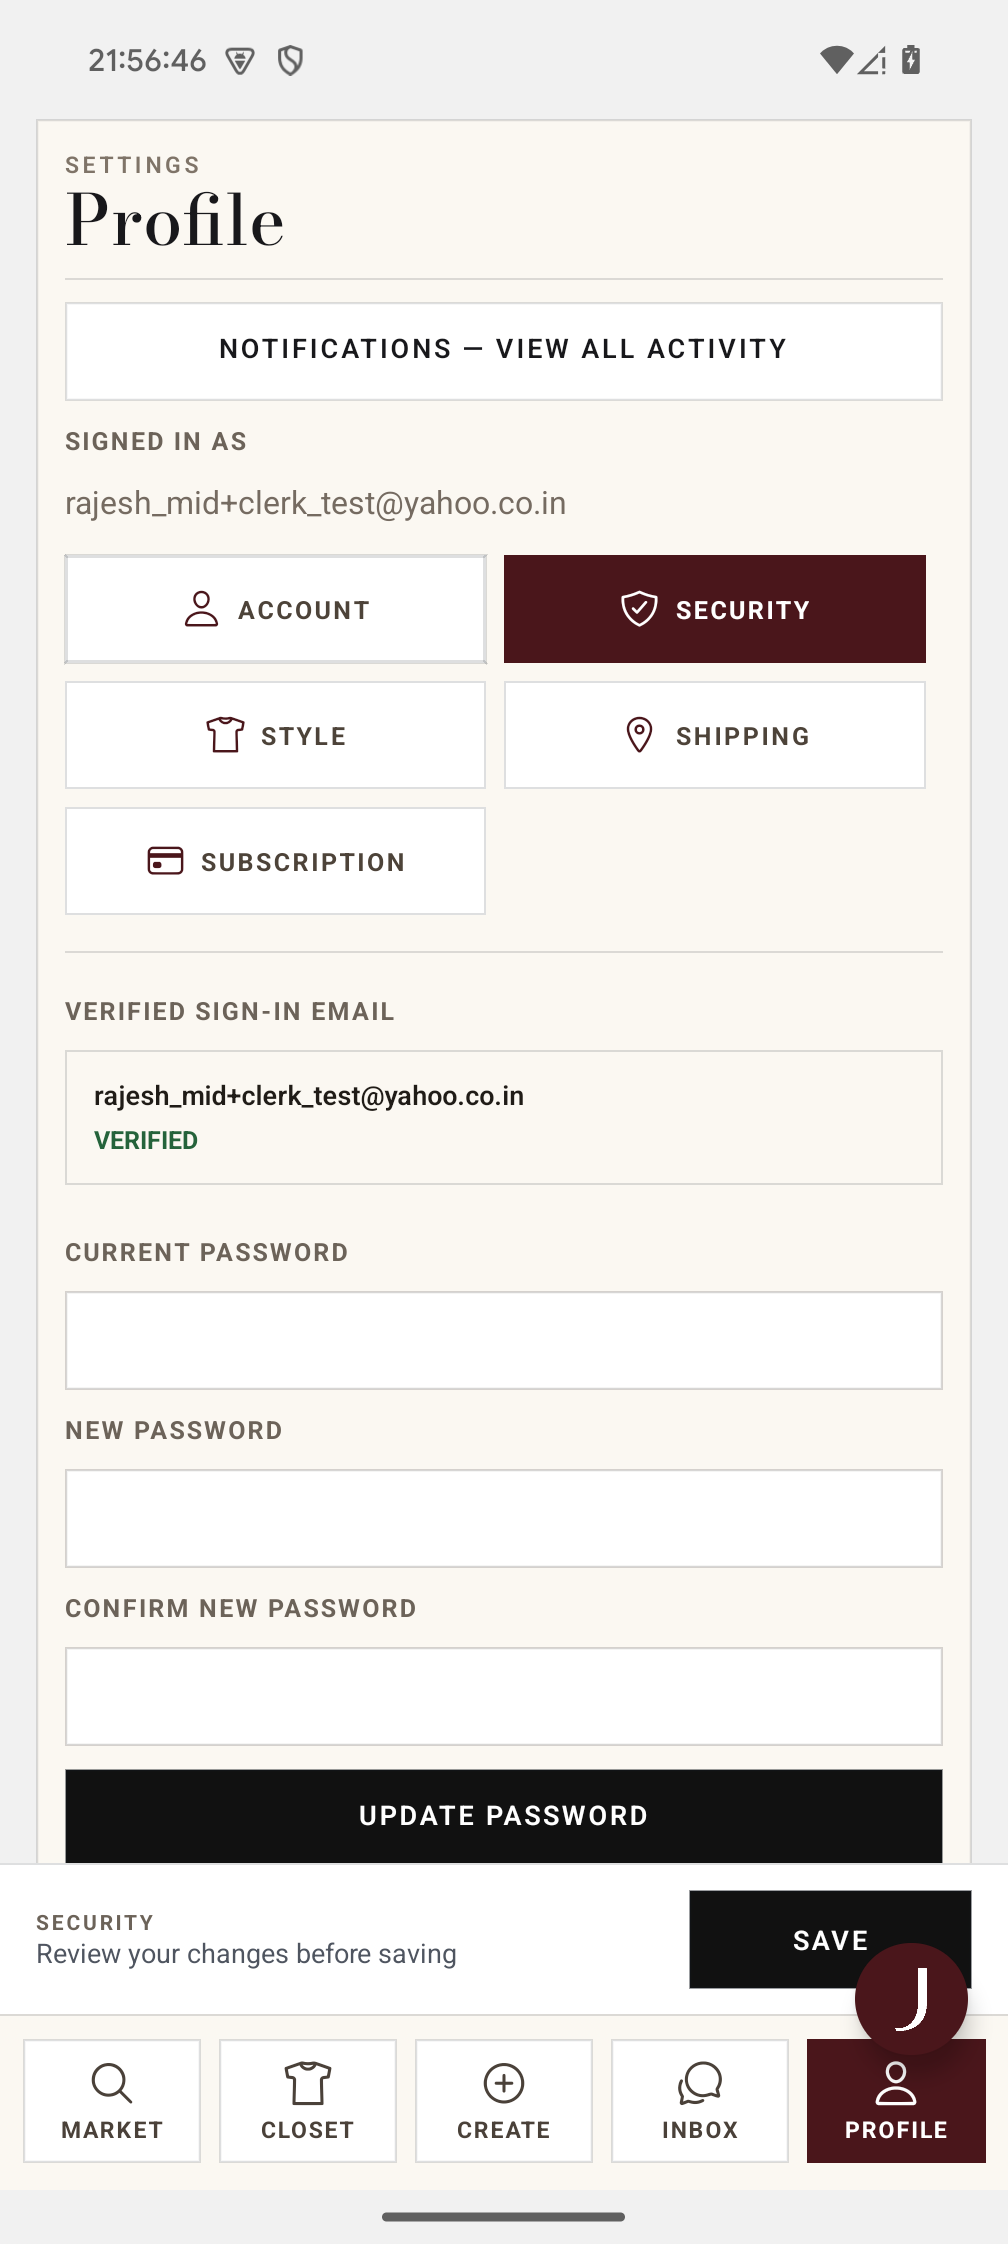 21:56:46
SETTINGS
Profile
NOTIFICATIONS — VIEW ALL ACTIVITY
SIGNED IN AS
rajesh_mid+clerk_test@yahoo.co.in
ACCOUNT
SECURITY
STYLE
SHIPPING
SUBSCRIPTION
VERIFIED SIGN-IN EMAIL
rajesh_mid+clerk_test@yahoo.co.in
VERIFIED
CURRENT PASSWORD
NEW PASSWORD
CONFIRM NEW PASSWORD
UPDATE PASSWORD
SECURITY
Review your changes before saving
SAVE
J
MARKET
CLOSET
CREATE
INBOX
PROFILE